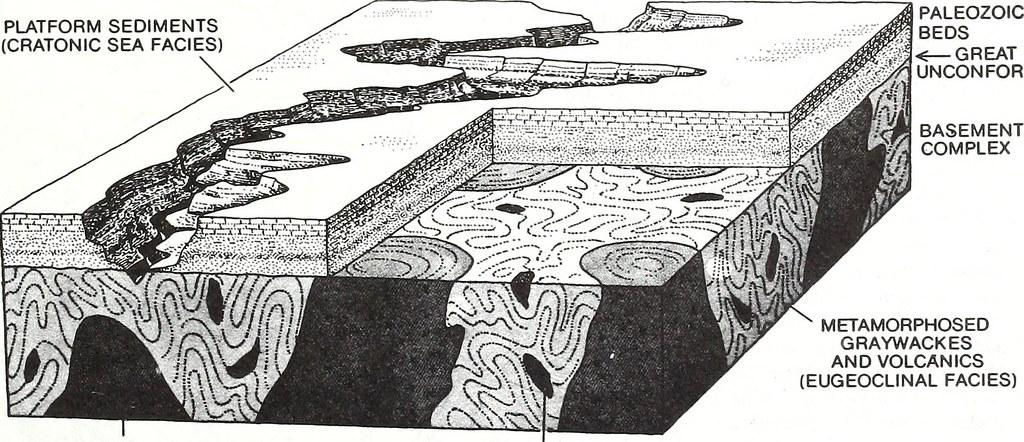 PLATFORM SEDIMENTS
(CRATONIC SEA FACIES)
PALEOZOIC
BEDS
GREAT
UNCONFOR
BASEMENT
COMPLEX
METAMORPHOSED
GRAYWACKES
AND VOLCANICS
(EUGEOCLINAL FACIES)